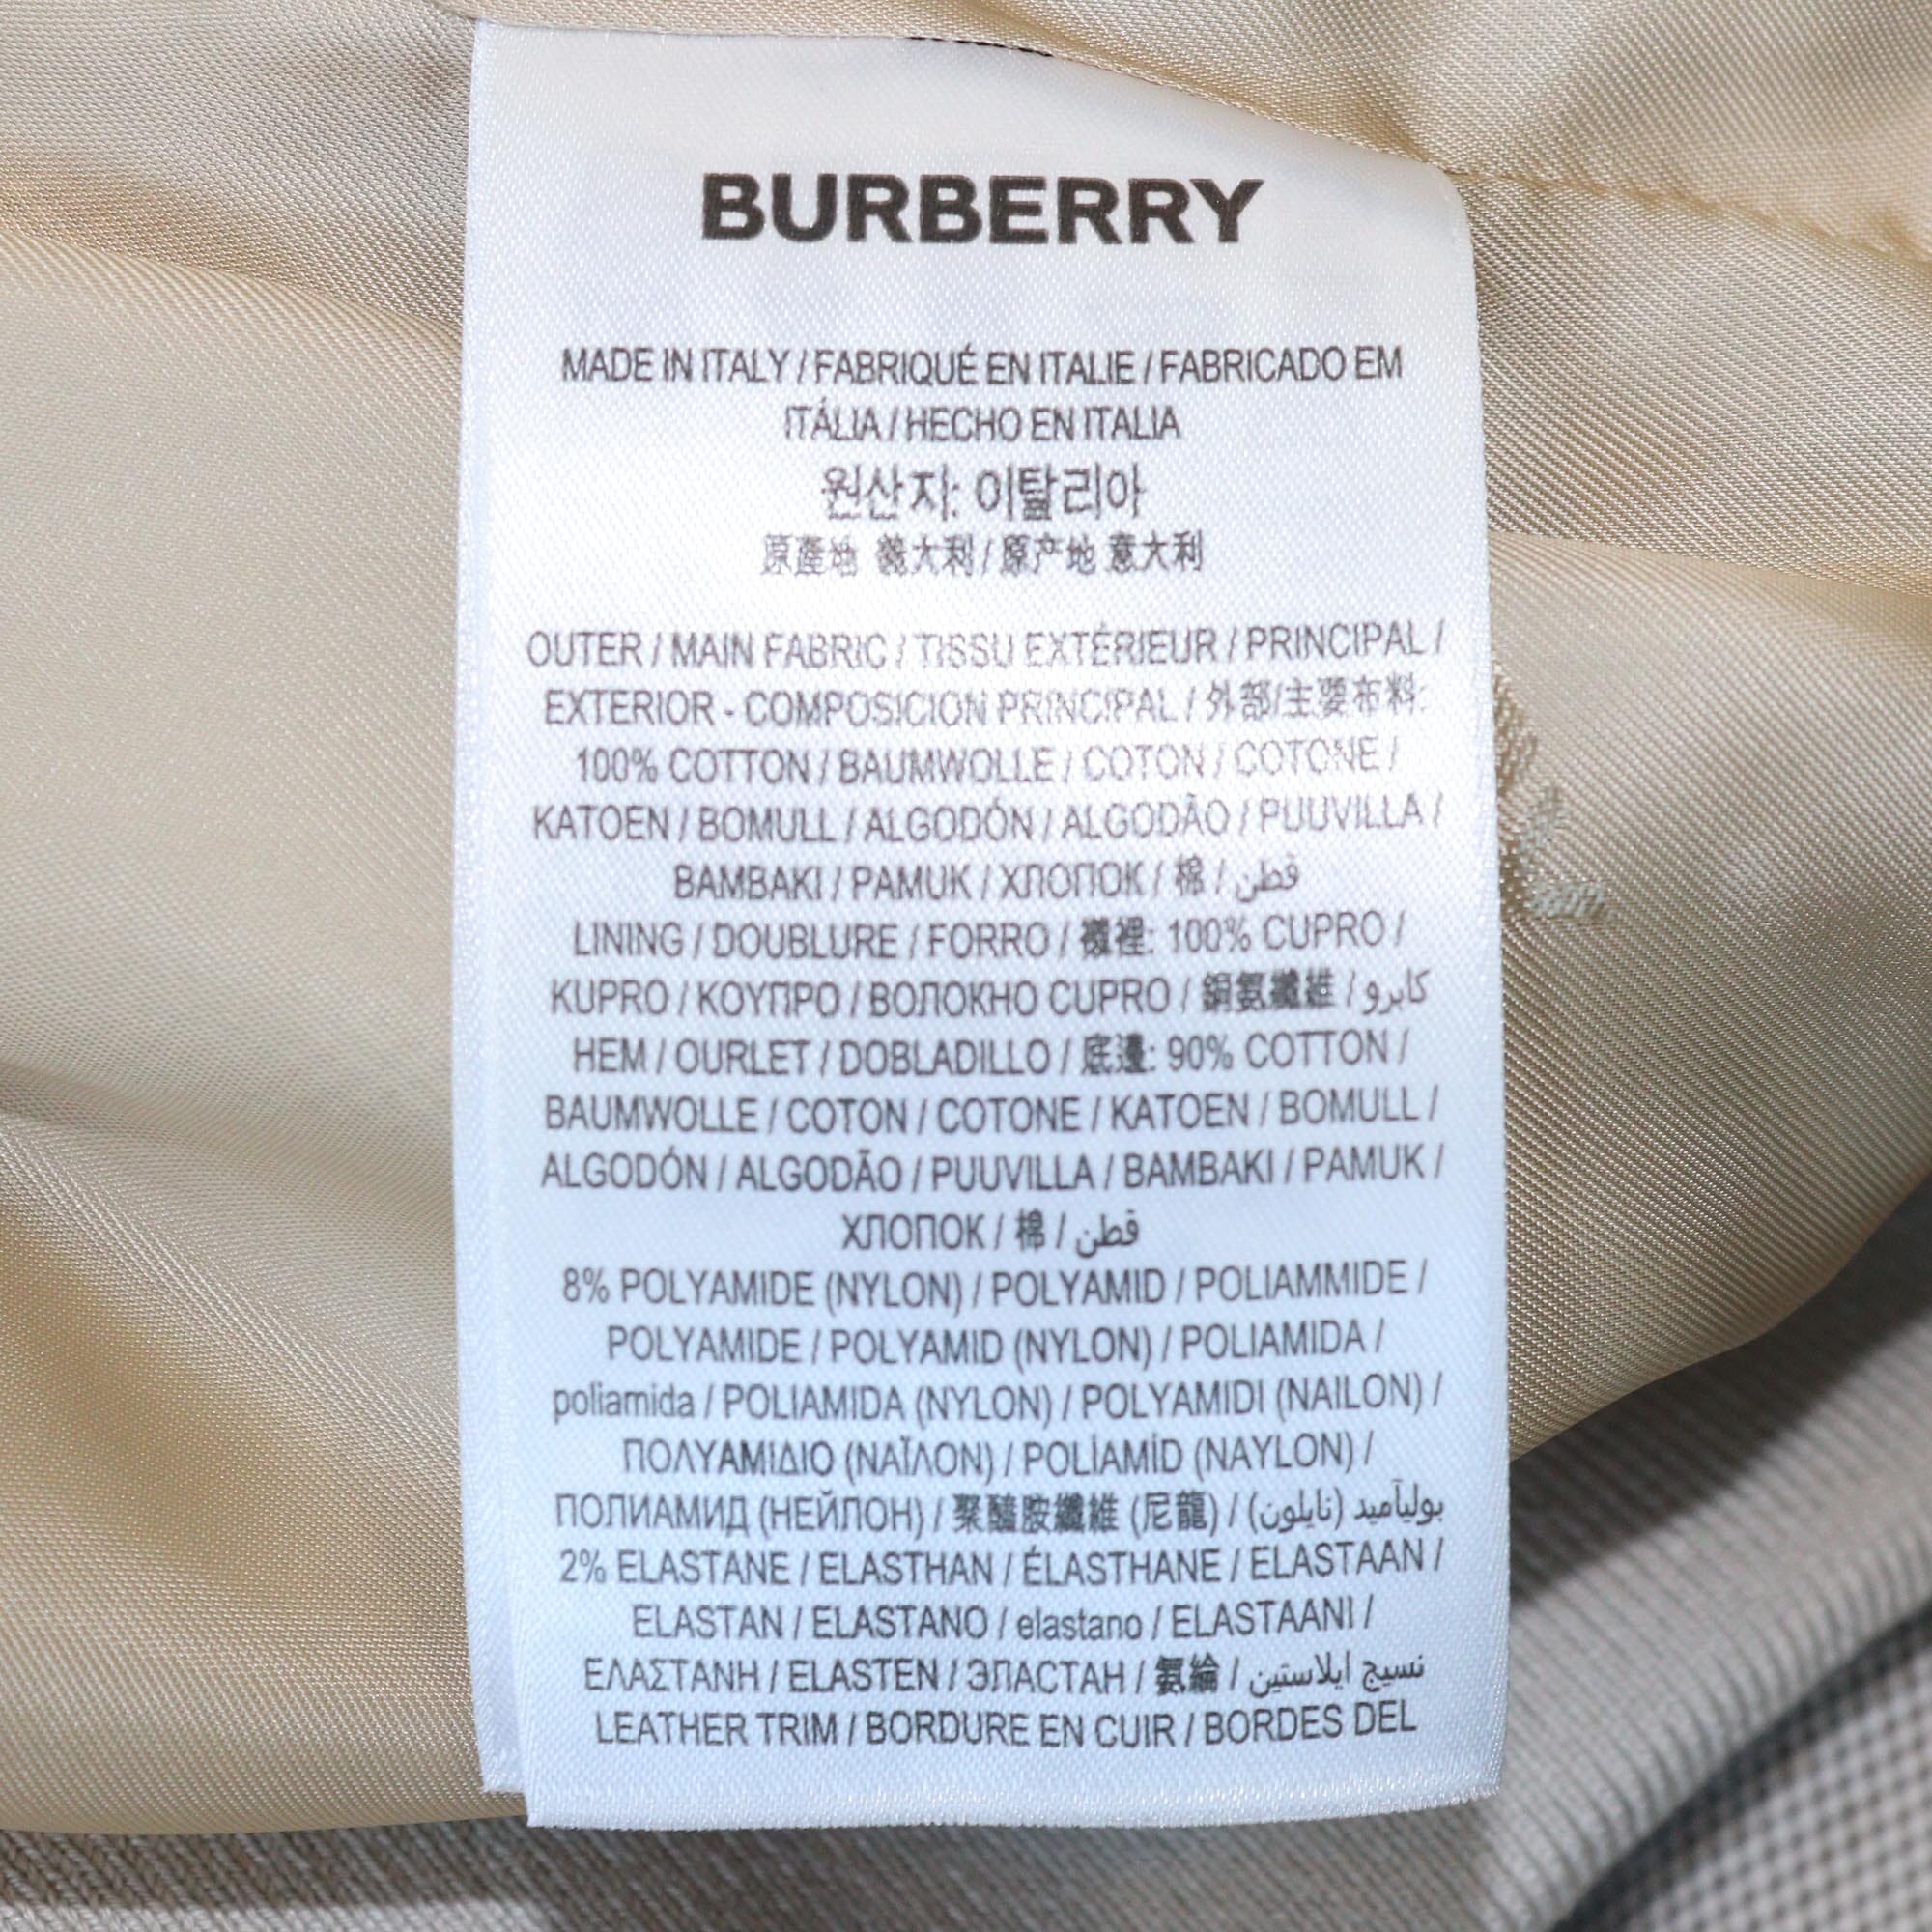 BURBERRY
MADE IN ITALY / FABRIQUÉ EN ITALIE / FABRICADO EM
ITÁLIA / HECHO EN ITALIA
원산지: 이탈리아
原產地 義大利 / 原产地 意大利
OUTER / MAIN FABRIC / TISSU EXTÉRIEUR / PRINCIPAL /
EXTERIOR - COMPOSICION PRINCIPAL / 外部/主要布料:
100% COTTON / BAUMWOLLE / COTON / COTONE /
KATOEN / BOMULL / ALGODÓN / ALGODÃO / PUUVILLA /
BAMBAKI / PAMUK / ХЛОПОК / 棉 / قطن
LINING / DOUBLURE / FORRO / 襯裡: 100% CUPRO /
KUPRO / ΚΟΥΠΡΟ / ВОЛОКНО CUPRO / 銅氨纖維 / كابرو
HEM / OURLET / DOBLADILLO / 底邊: 90% COTTON /
BAUMWOLLE / COTON / COTONE / KATOEN / BOMULL /
ALGODÓN / ALGODÃO / PUUVILLA / BAMBAKI / PAMUK /
ХЛОПОК / 棉 / قطن
8% POLYAMIDE (NYLON) / POLYAMID / POLIAMMIDE /
POLYAMIDE / POLYAMID (NYLON) / POLIAMIDA /
poliamida / POLIAMIDA (NYLON) / POLYAMIDI (NAILON) /
ΠΟΛΥΑΜΙΔΙΟ (ΝΑΪΛΟΝ) / POLİAMİD (NAYLON) /
ПОЛИАМИД (НЕЙЛОН) / 聚醯胺纖維 (尼龍) / بوليآميد (نايلون)
2% ELASTANE / ELASTHAN / ÉLASTHANE / ELASTAAN /
ELASTAN / ELASTANO / elastano / ELASTAANI /
ΕΛΑΣΤΑΝΗ / ELASTEN / ЭЛАСТАН / 氨綸 / نسيج ايلاستين
LEATHER TRIM / BORDURE EN CUIR / BORDES DEL